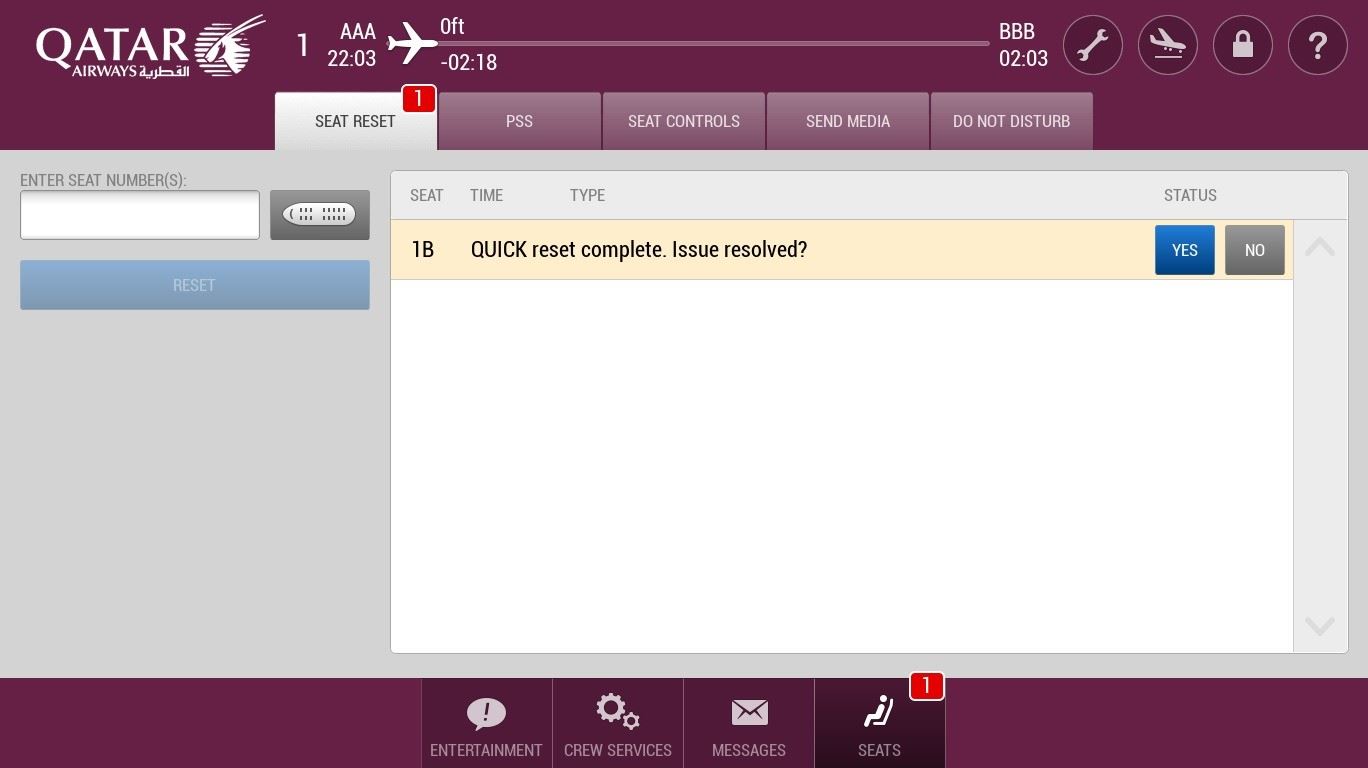 QATAR
AIRWAYS القطرية
1
AAA
22:03
0ft
-02:18
BBB
02:03
?
SEAT RESET
1
PSS
SEAT CONTROLS
SEND MEDIA
DO NOT DISTURB
ENTER SEAT NUMBER(S):
RESET
SEAT TIME TYPE STATUS
1B QUICK reset complete. Issue resolved? YES NO
ENTERTAINMENT
CREW SERVICES
MESSAGES
1
SEATS